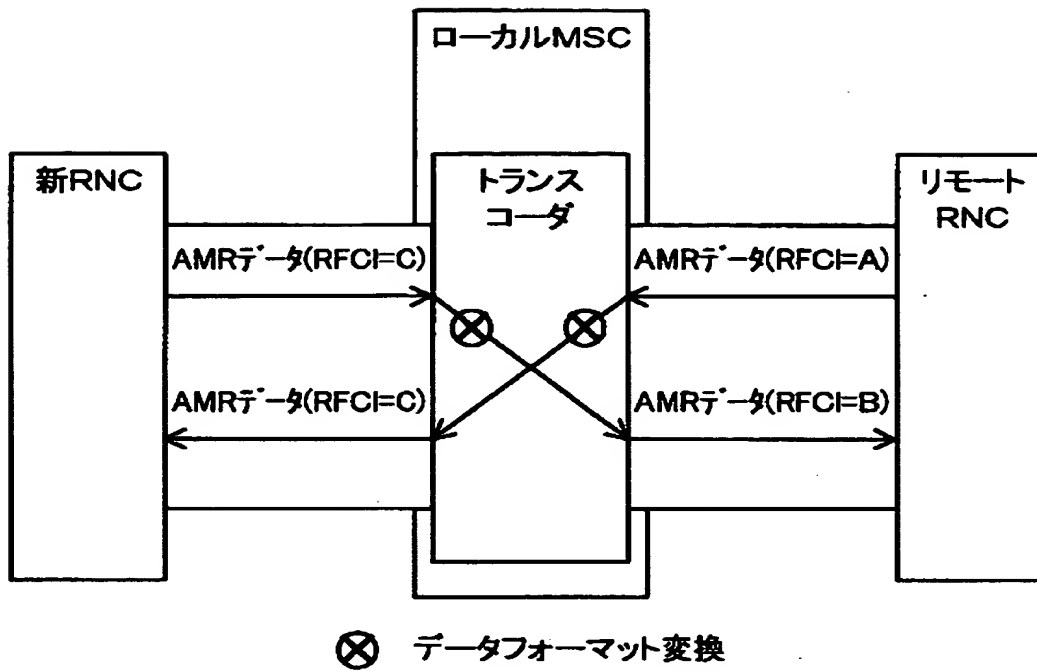 ローカルMSC
新RNC
トランス
コーダ
リモート
RNC
AMRデータ(RFCI=C)
AMRデータ(RFCI=A)
AMRデータ(RFCI=C)
AMRデータ(RFCI=B)
データフォーマット変換